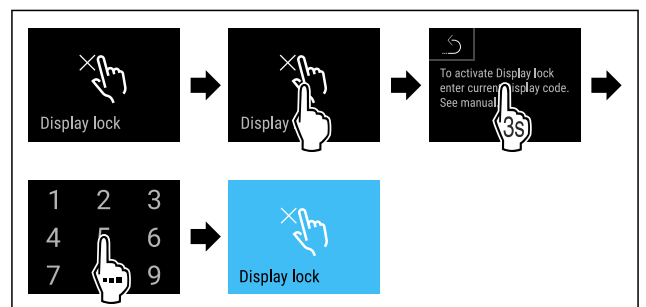 Display lock
Display
To activate Display lock
enter current display code.
See manual
3s
1 2 3
4 5 6
7 9
Display lock